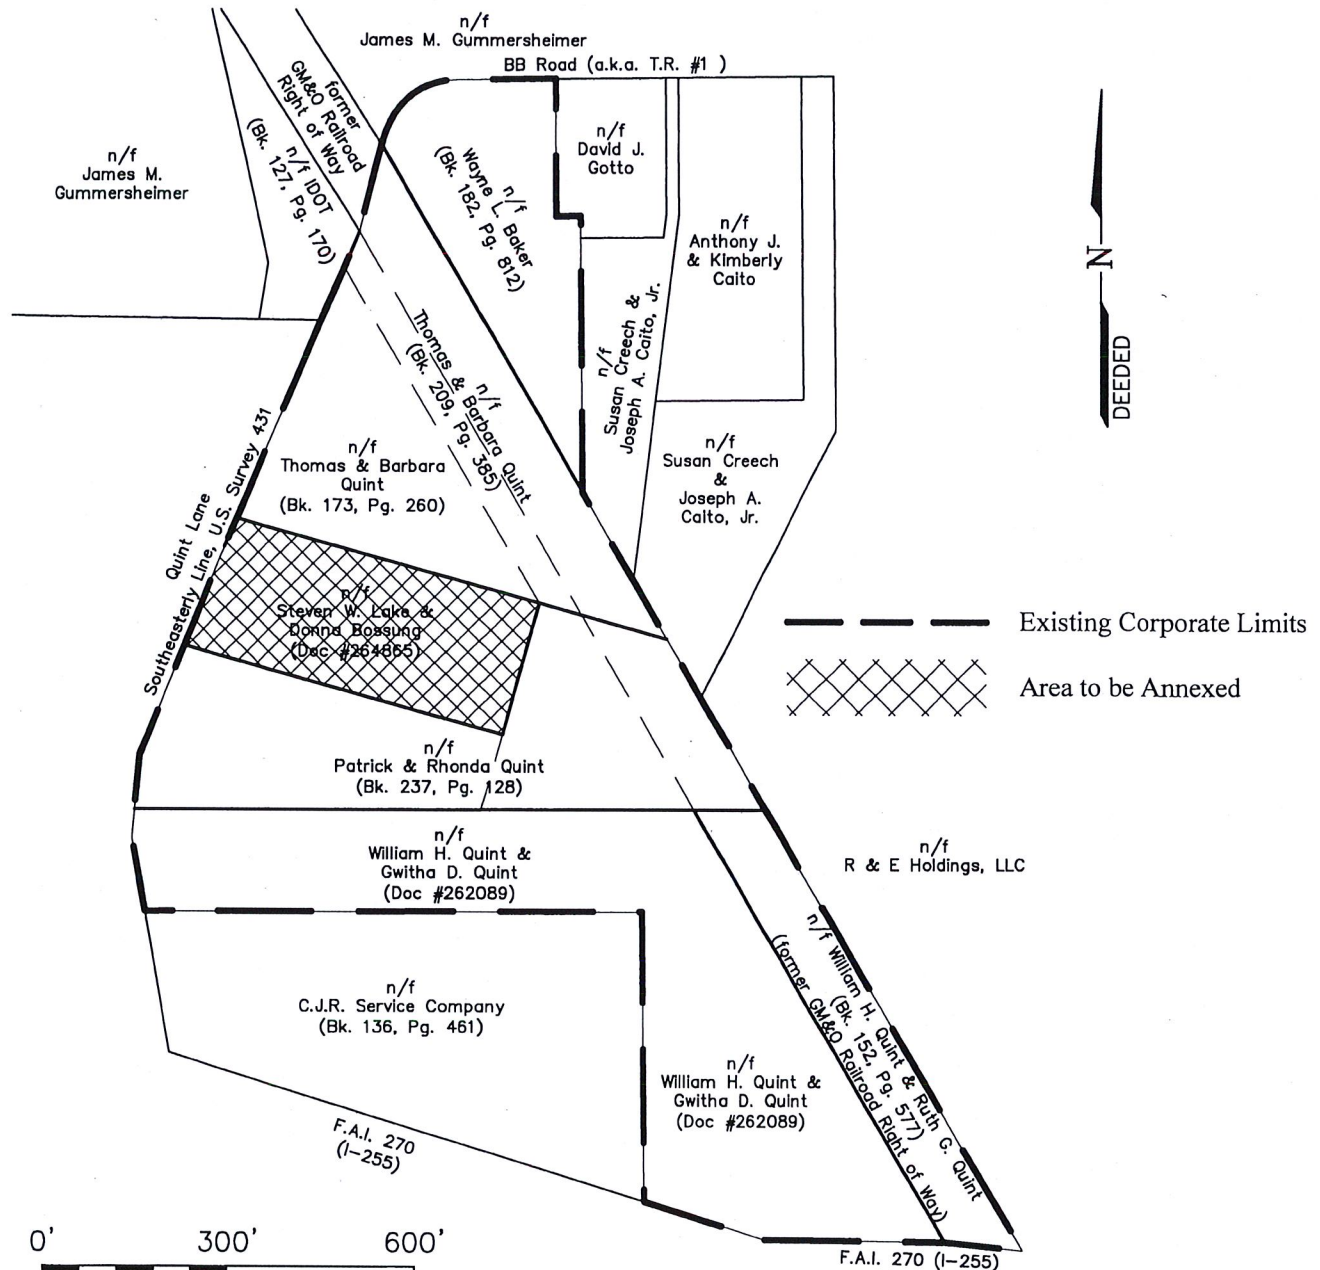 n/f
James M. Gummersheimer
BB Road (a.k.a. T.R. #1 )
former
GM&O Railroad
Right of Way
n/f IDOT
(Bk. 127, Pg. 170)
n/f
James M.
Gummersheimer
n/f
Wayne L. Baker
(Bk. 182, Pg. 812)
n/f
David J.
Gotto
n/f
Anthony J.
& Kimberly
Caito
n/f
Susan Creech &
Joseph A. Caito, Jr.
n/f
Susan Creech
&
Joseph A.
Caito, Jr.
N
DEEDED
n/f
Thomas & Barbara Quint
(Bk. 209, Pg. 385)
n/f
Thomas & Barbara
Quint
(Bk. 173, Pg. 260)
Quint Lane
Southeasterly Line, U.S. Survey 431
n/f
Steven W. Lake &
Donna Bossung
(Doc #264865)
Existing Corporate Limits
Area to be Annexed
n/f
Patrick & Rhonda Quint
(Bk. 237, Pg. 128)
n/f
William H. Quint &
Gwitha D. Quint
(Doc #262089)
n/f
R & E Holdings, LLC
n/f
C.J.R. Service Company
(Bk. 136, Pg. 461)
n/f William H. Quint & Ruth G. Quint
(Bk. 152, Pg. 577)
(former GM&O Railroad Right of Way)
n/f
William H. Quint &
Gwitha D. Quint
(Doc #262089)
F.A.I. 270
(I-255)
F.A.I. 270 (I-255)
0' 300' 600'